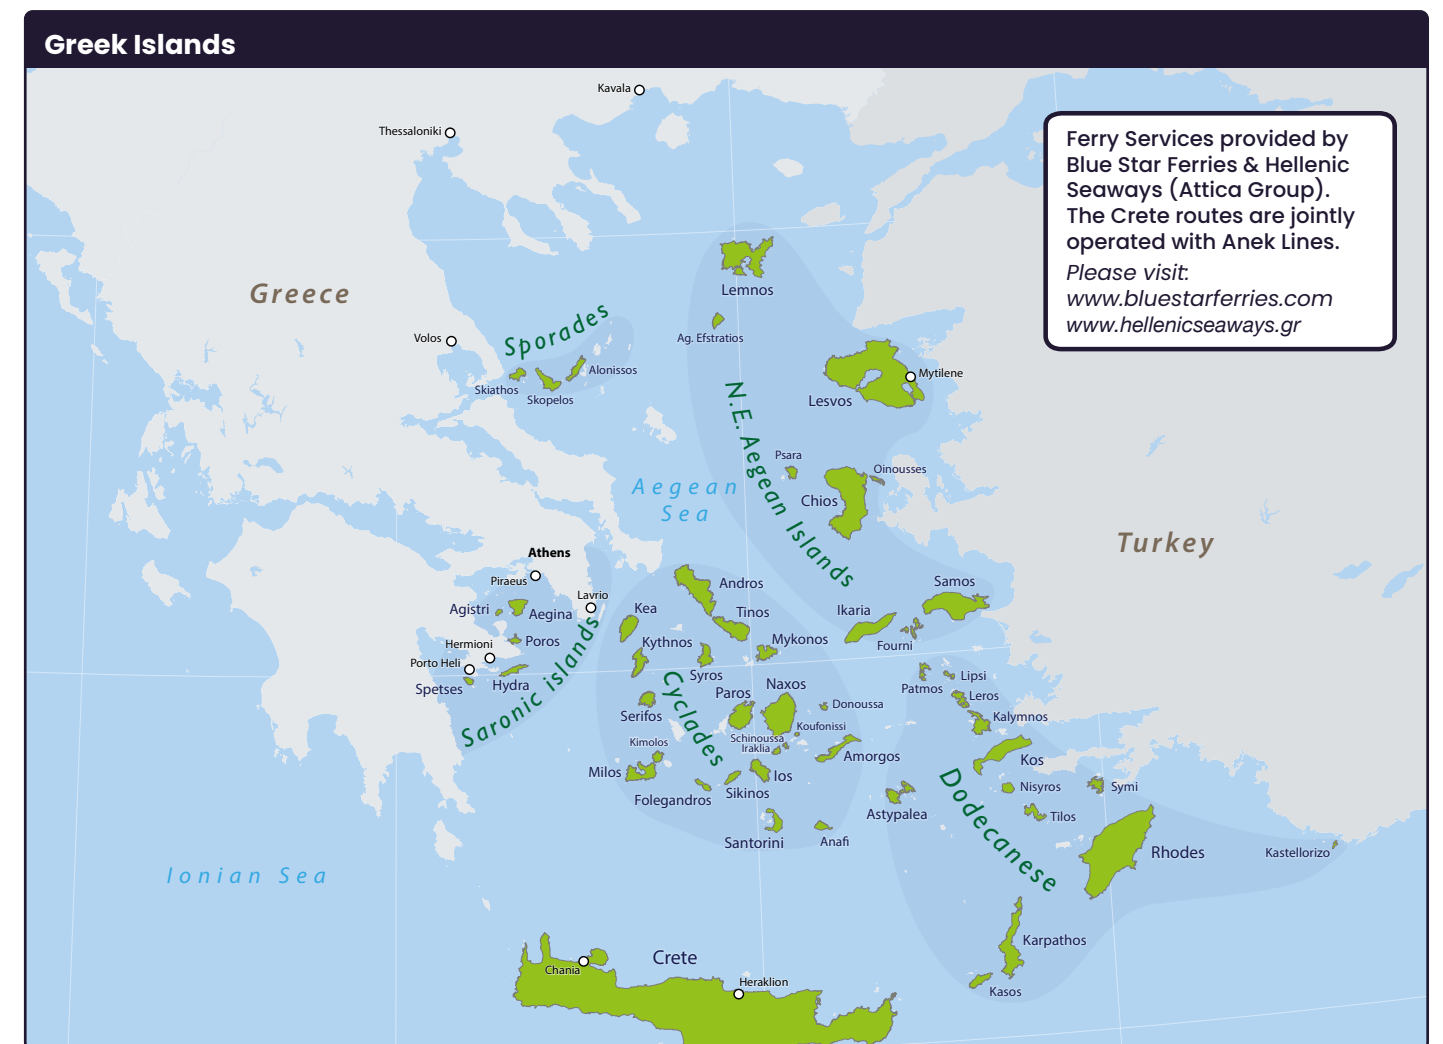 Greek Islands
Kavala
Thessaloniki
Ferry Services provided by
Blue Star Ferries & Hellenic
Seaways (Attica Group).
The Crete routes are jointly
operated with Anek Lines.
Please visit:
www.bluestarferries.com
www.hellenicseaways.gr
Greece
Lemnos
Sporades
Ag. Efstratios
Volos
Alonissos
Skiathos
Skopelos
Mytilene
Lesvos
N.E. Aegean Islands
Psara
Oinousses
Chios
Aegean
Sea
Turkey
Athens
Piraeus
Lavrio
Agistri
Aegina
Poros
Hermioni
Porto Heli
Spetses
Hydra
Saronic islands
Andros
Kea
Tinos
Kythnos
Mykonos
Syros
Ikaria
Samos
Fourni
Cyclades
Paros
Naxos
Donoussa
Serifos
Koufonissi
Schinoussa
Iraklia
Kimolos
Amorgos
Milos
Ios
Sikinos
Folegandros
Santorini
Anafi
Patmos
Lipsi
Leros
Kalymnos
Kos
Nisyros
Symi
Tilos
Astypalea
Dodecanese
Rhodes
Kastellorizo
Ionian Sea
Karpathos
Kasos
Crete
Chania
Heraklion